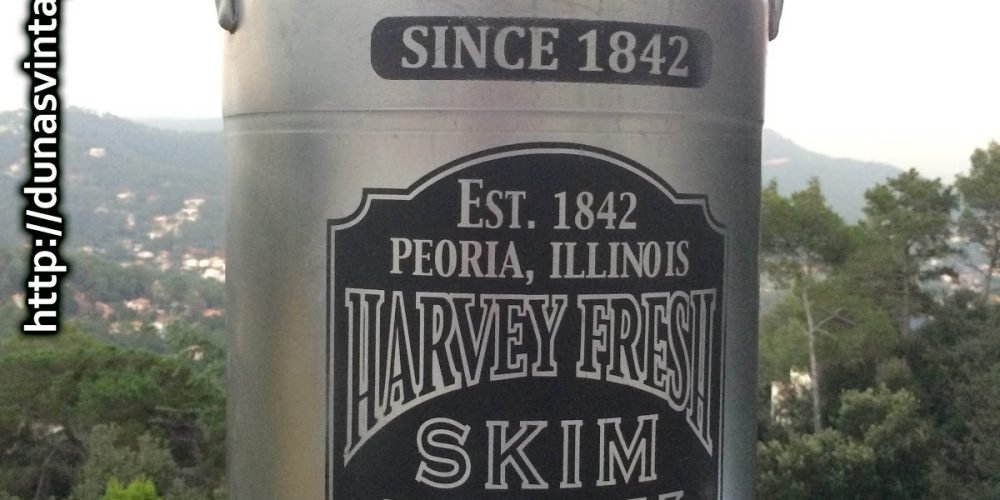 http://dunasvinta
SINCE 1842
EST. 1842
PEORIA, ILLINOIS
HARVEY FRESH
SKIM